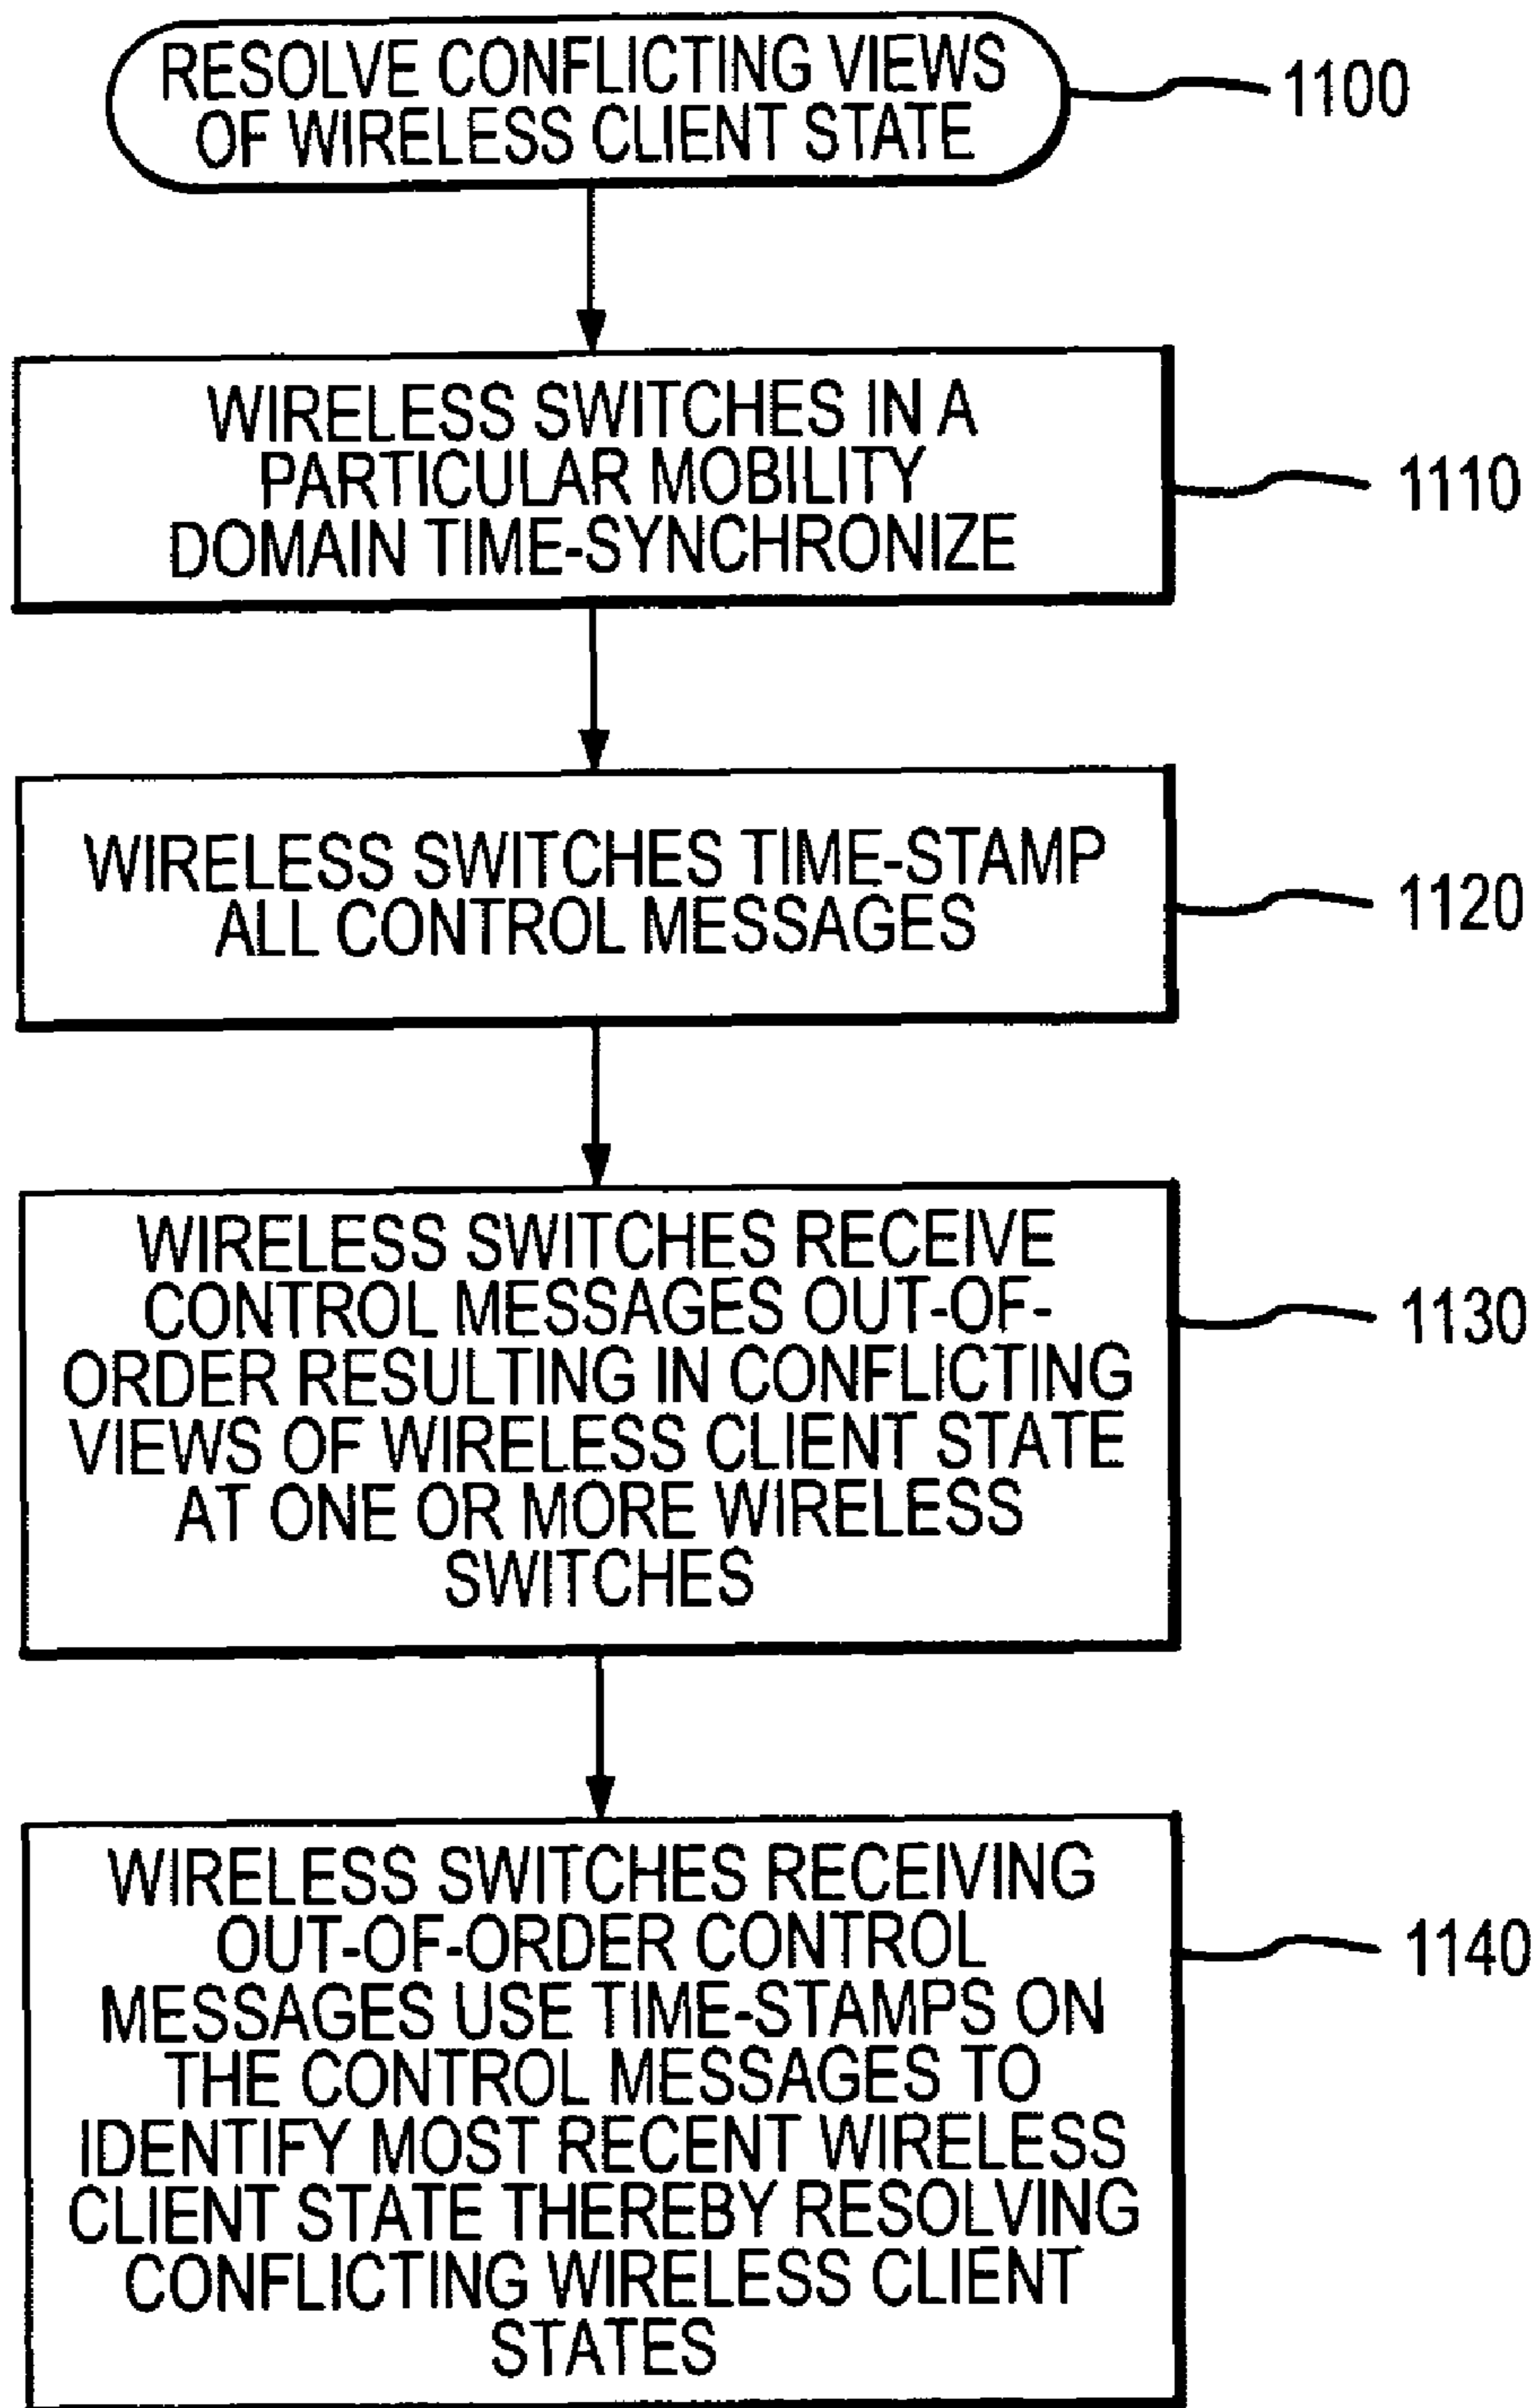 RESOLVE CONFLICTING VIEWS
OF WIRELESS CLIENT STATE
1100
WIRELESS SWITCHES IN A
PARTICULAR MOBILITY
DOMAIN TIME-SYNCHRONIZE
1110
WIRELESS SWITCHES TIME-STAMP
ALL CONTROL MESSAGES
1120
WIRELESS SWITCHES RECEIVE
CONTROL MESSAGES OUT-OF-
ORDER RESULTING IN CONFLICTING
VIEWS OF WIRELESS CLIENT STATE
AT ONE OR MORE WIRELESS
SWITCHES
1130
WIRELESS SWITCHES RECEIVING
OUT-OF-ORDER CONTROL
MESSAGES USE TIME-STAMPS ON
THE CONTROL MESSAGES TO
IDENTIFY MOST RECENT WIRELESS
CLIENT STATE THEREBY RESOLVING
CONFLICTING WIRELESS CLIENT
STATES
1140